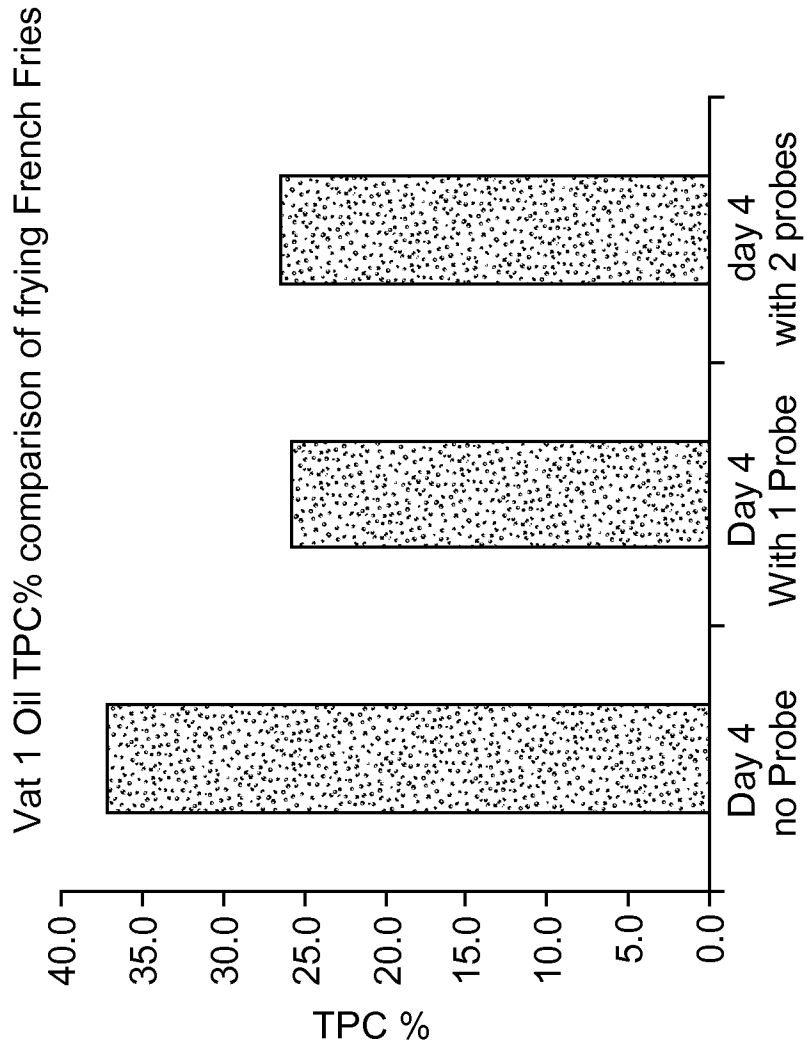 Vat 1 Oil TPC% comparison of frying French Fries
TPC %
40.0
35.0
30.0
25.0
20.0
15.0
10.0
5.0
0.0
Day 4
no Probe
Day 4
With 1 Probe
day 4
with 2 probes